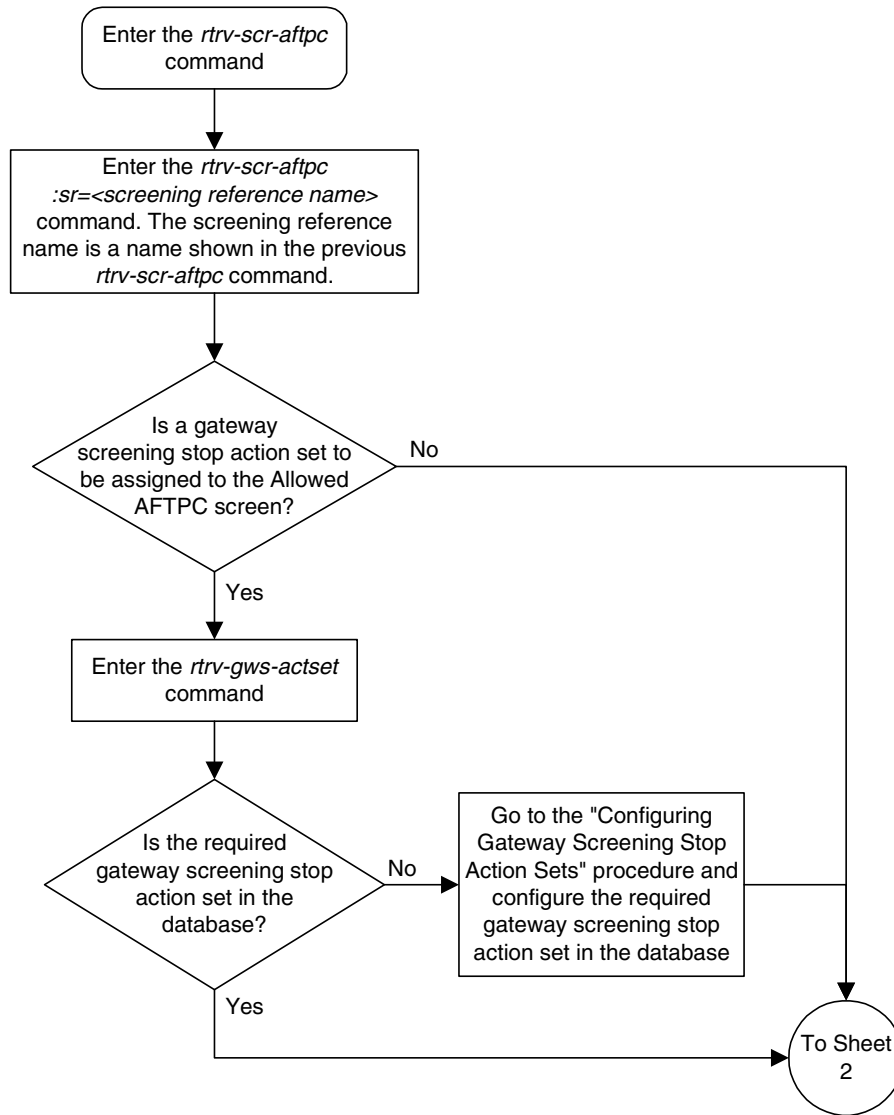 Enter the rtrv-scr-aftpc
command
Enter the rtrv-scr-aftpc
:sr=<screening reference name>
command. The screening reference
name is a name shown in the previous
rtrv-scr-aftpc command.
Is a gateway
screening stop action set to
be assigned to the Allowed
AFTPC screen?
No
Yes
Enter the rtrv-gws-actset
command
Is the required
gateway screening stop
action set in the
database?
No
Go to the "Configuring
Gateway Screening Stop
Action Sets" procedure and
configure the required
gateway screening stop
action set in the database
Yes
To Sheet
2